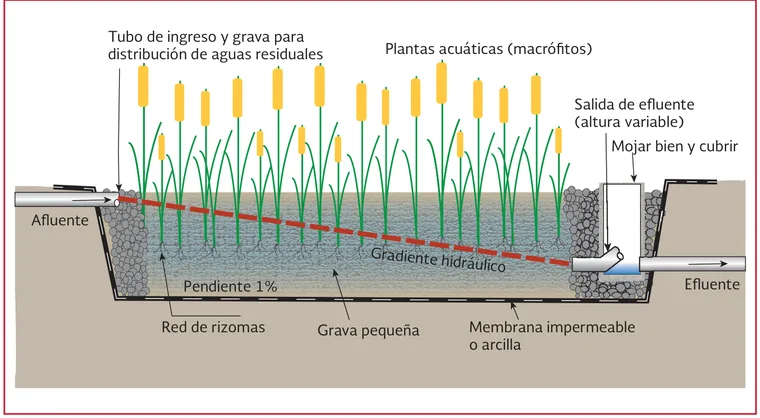 Tubo de ingreso y grava para
distribución de aguas residuales
Plantas acuáticas (macrófitos)
Salida de efluente
(altura variable)
Mojar bien y cubrir
Afluente
Gradiente hidráulico
Efluente
Pendiente 1%
Red de rizomas
Grava pequeña
Membrana impermeable
o arcilla